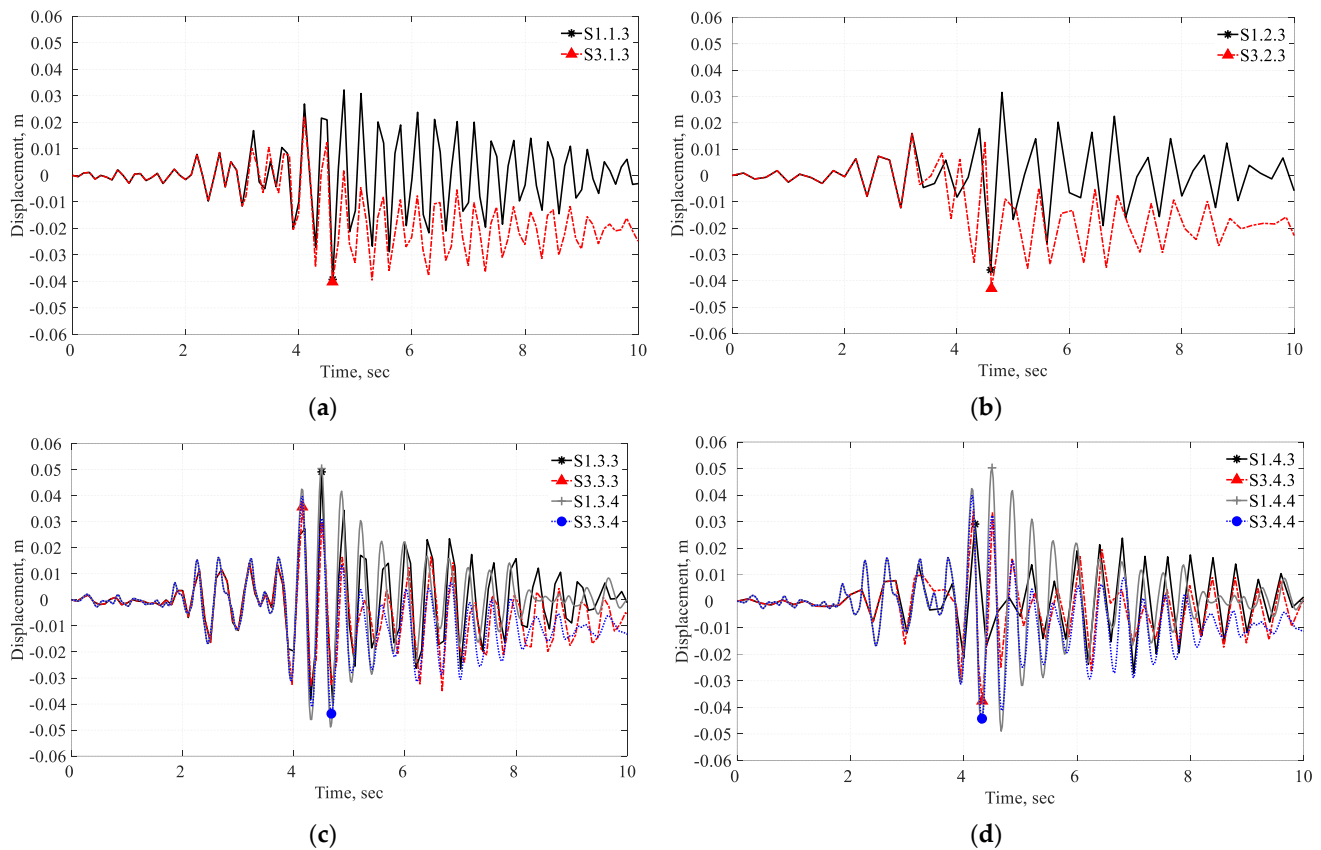 0.06
0.05
0.04
0.03
0.02
0.01
0
-0.01
-0.02
-0.03
-0.04
-0.05
-0.06
Displacement, m
S1.1.3
S3.1.3
0 2 4 6 8 10
Time, sec
(a)
0.06
0.05
0.04
0.03
0.02
0.01
0
-0.01
-0.02
-0.03
-0.04
-0.05
-0.06
Displacement, m
S1.2.3
S3.2.3
0 2 4 6 8 10
Time, sec
(b)
0.06
0.05
0.04
0.03
0.02
0.01
0
-0.01
-0.02
-0.03
-0.04
-0.05
-0.06
Displacement, m
S1.3.3
S3.3.3
S1.3.4
S3.3.4
0 2 4 6 8 10
Time, sec
(c)
0.06
0.05
0.04
0.03
0.02
0.01
0
-0.01
-0.02
-0.03
-0.04
-0.05
-0.06
Displacement, m
S1.4.3
S3.4.3
S1.4.4
S3.4.4
0 2 4 6 8 10
Time, sec
(d)